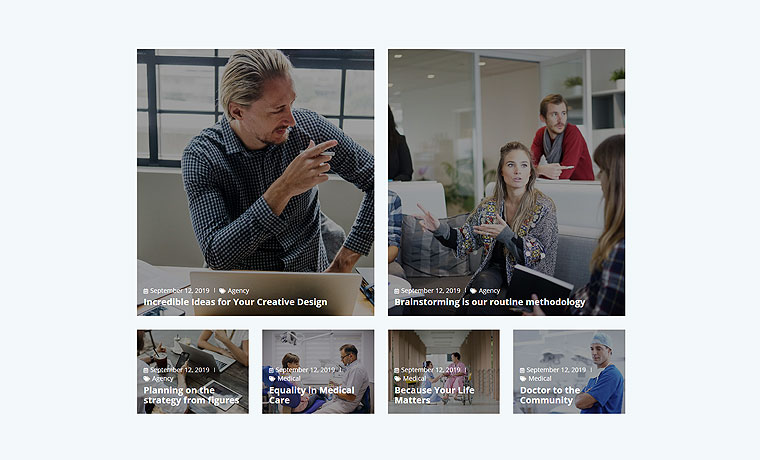 September 12, 2019 | Agency
Incredible Ideas for Your Creative Design
September 12, 2019 | Agency
Brainstorming is our routine methodology
September 12, 2019 |
Agency
Planning on the
strategy from figures
September 12, 2019 |
Medical
Equality in Medical
Care
September 12, 2019 |
Medical
Because Your Life
Matters
September 12, 2019 |
Medical
Doctor to the
Community